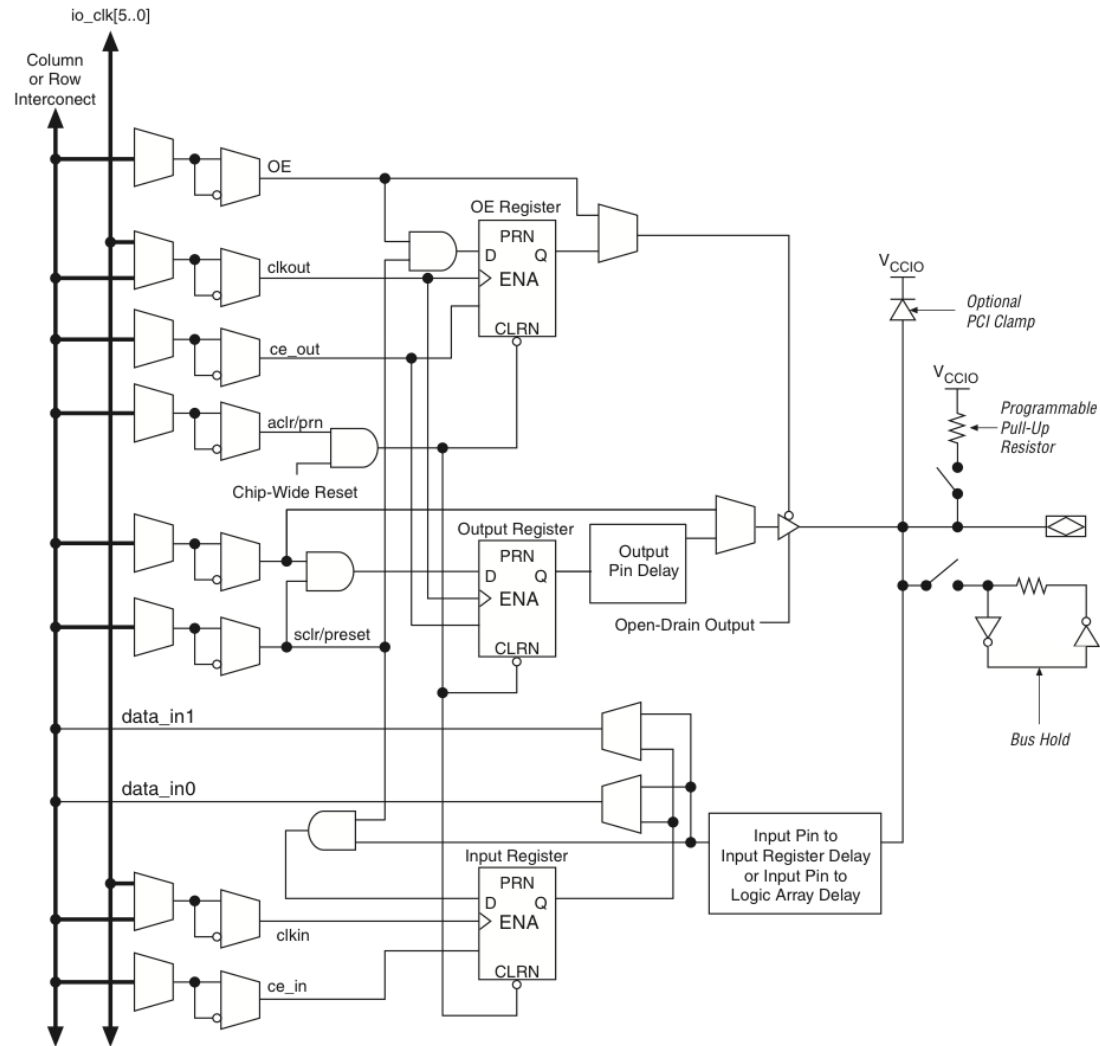 io_clk[5..0]
Column
or Row
Interconect
OE
OE Register
PRN
D Q
ENA
CLRN
clkout
ce_out
aclr/prn
Chip-Wide Reset
VCCIO
Optional
PCI Clamp
VCCIO
Programmable
Pull-Up
Resistor
Output Register
PRN
D Q
ENA
CLRN
Output
Pin Delay
Open-Drain Output
sclr/preset
Bus Hold
data_in1
data_in0
Input Pin to
Input Register Delay
or Input Pin to
Logic Array Delay
Input Register
PRN
D Q
ENA
CLRN
clkin
ce_in